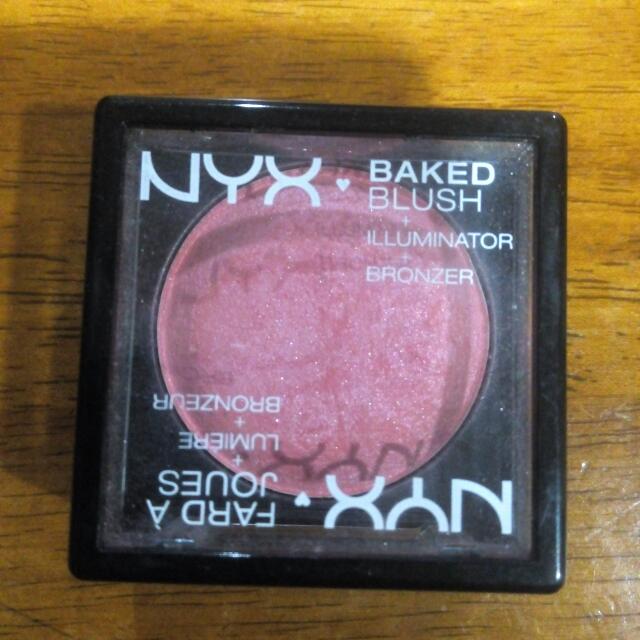 NYX
BAKED
BLUSH
+
ILLUMINATOR
+
BRONZER
NYX
FARD À
JOUES
+
LUMIERE
+
BRONZEUR